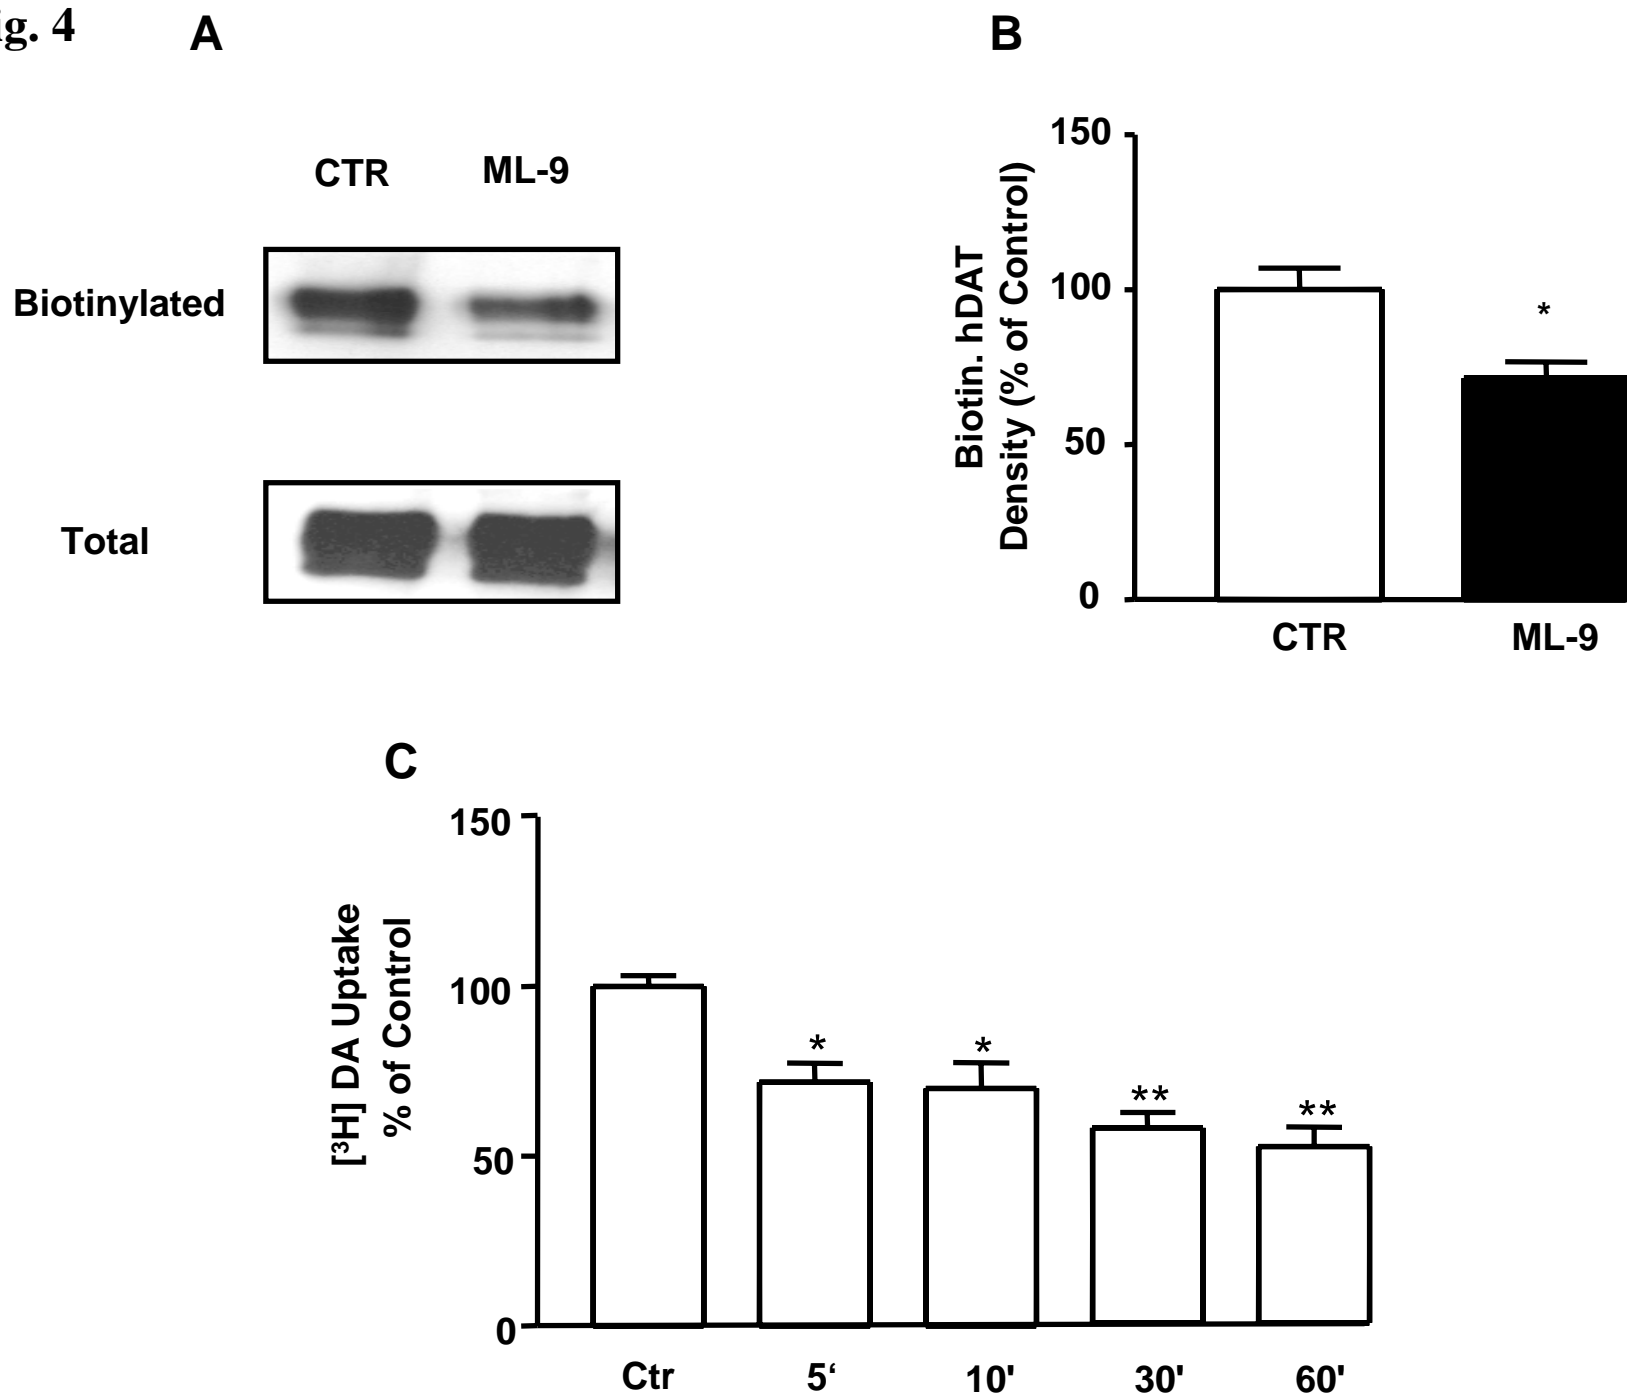 ig. 4
A
B
CTR
ML-9
Biotinylated
Total
150
100
50
0
Biotin. hDAT
Density (% of Control)
*
CTR
ML-9
C
150
100
50
0
[³H] DA Uptake
% of Control
*
*
**
**
Ctr
5‘
10'
30'
60'